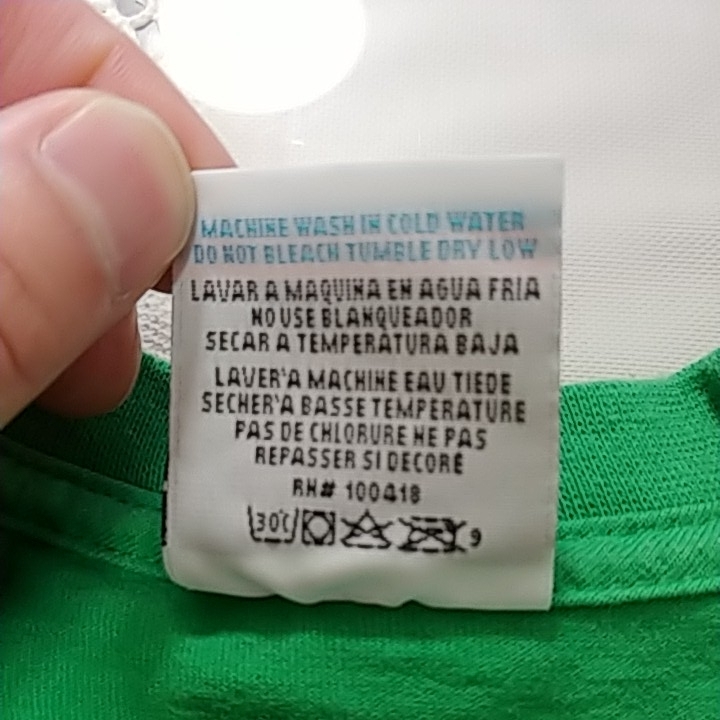 MACHINE WASH IN COLD WATER
DO NOT BLEACH TUMBLE DRY LOW
LAVAR A MAQUINA EN AGUA FRIA
NO USE BLANQUEADOR
SECAR A TEMPERATURA BAJA
LAVER'A MACHINE EAU TIEDE
SECHER'A BASSE TEMPERATURE
PAS DE CHLORURE NE PAS
REPASSER SI DECORÉ
RN# 100418
30°C 9